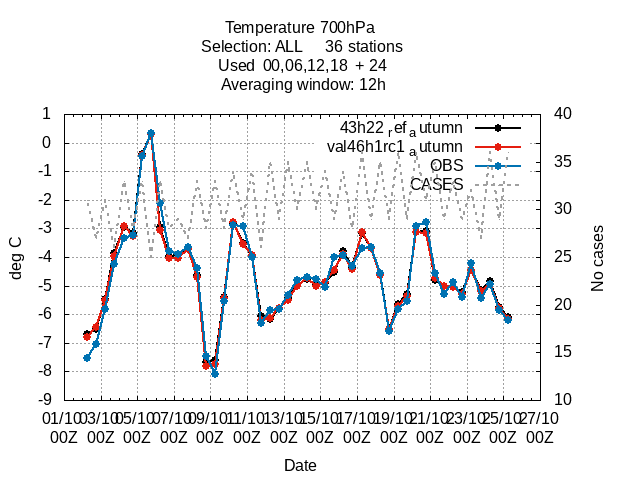 Temperature 700hPa
Selection: ALL 36 stations
Used 00,06,12,18 + 24
Averaging window: 12h
43h22refautumn
val46h1rc1autumn
OBS
CASES
1
0
-1
-2
-3
-4
-5
-6
-7
-8
-9
deg C
40
35
30
25
20
15
10
No cases
01/10 03/10 05/10 07/10 09/10 11/10 13/10 15/10 17/10 19/10 21/10 23/10 25/10 27/10
00Z 00Z 00Z 00Z 00Z 00Z 00Z 00Z 00Z 00Z 00Z 00Z 00Z 00Z
Date